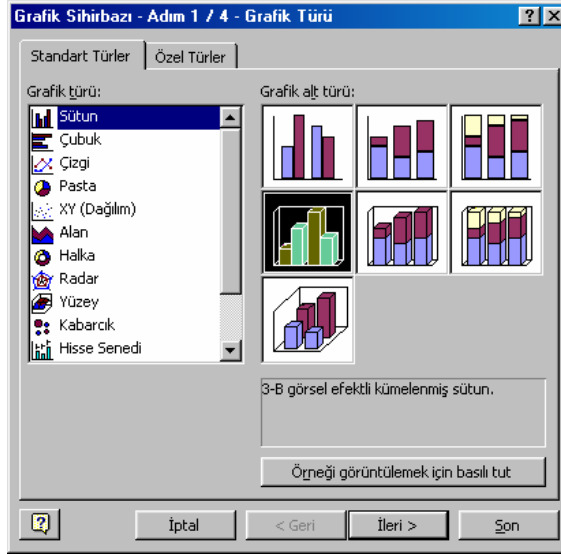 Grafik Sihirbazı - Adım 1 / 4 - Grafik Türü
Standart Türler
Özel Türler
Grafik türü:
Sütun
Çubuk
Çizgi
Pasta
XY (Dağılım)
Alan
Halka
Radar
Yüzey
Kabarcık
Hisse Senedi
Grafik alt türü:
3-B görsel efektli kümelenmiş sütun.
Örneği görüntülemek için basılı tut
İptal
< Geri
İleri >
Son